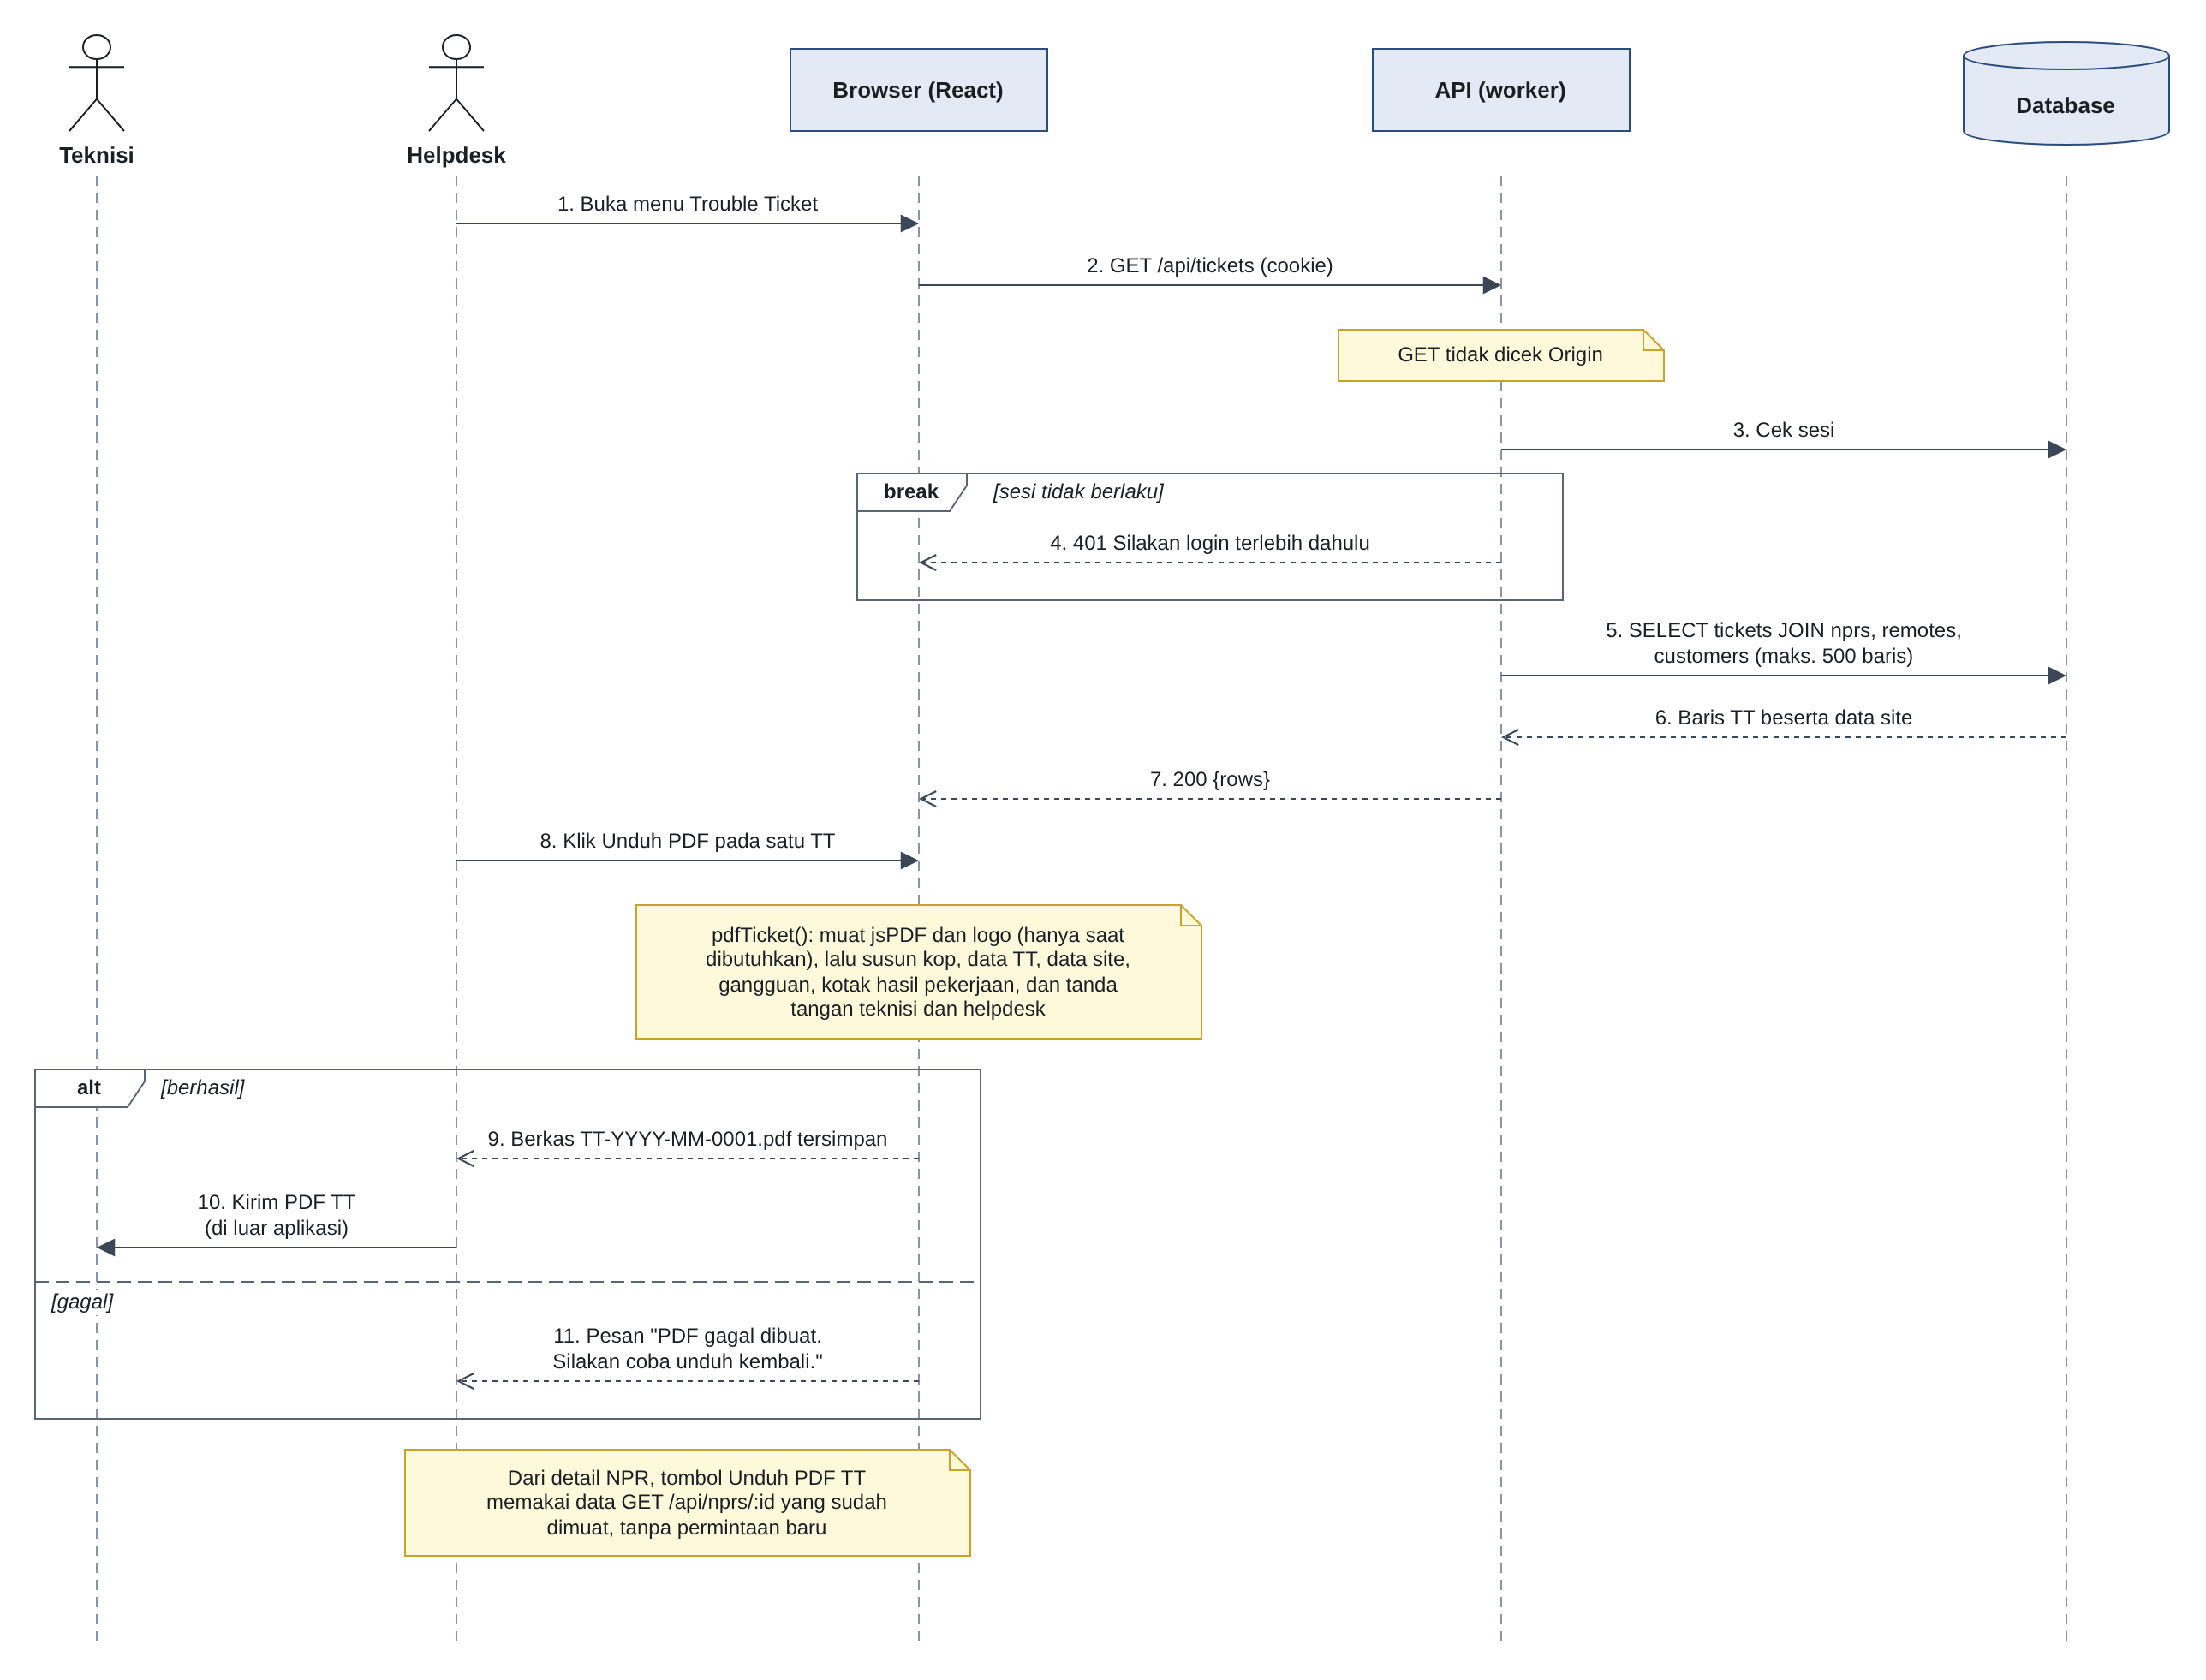 Teknisi
Helpdesk
Browser (React)
API (worker)
Database
1. Buka menu Trouble Ticket
2. GET /api/tickets (cookie)
GET tidak dicek Origin
3. Cek sesi
break
[sesi tidak berlaku]
4. 401 Silakan login terlebih dahulu
5. SELECT tickets JOIN nprs, remotes,
customers (maks. 500 baris)
6. Baris TT beserta data site
7. 200 {rows}
8. Klik Unduh PDF pada satu TT
pdfTicket(): muat jsPDF dan logo (hanya saat
dibutuhkan), lalu susun kop, data TT, data site,
gangguan, kotak hasil pekerjaan, dan tanda
tangan teknisi dan helpdesk
alt
[berhasil]
9. Berkas TT-YYYY-MM-0001.pdf tersimpan
10. Kirim PDF TT
(di luar aplikasi)
[gagal]
11. Pesan "PDF gagal dibuat.
Silakan coba unduh kembali."
Dari detail NPR, tombol Unduh PDF TT
memakai data GET /api/nprs/:id yang sudah
dimuat, tanpa permintaan baru